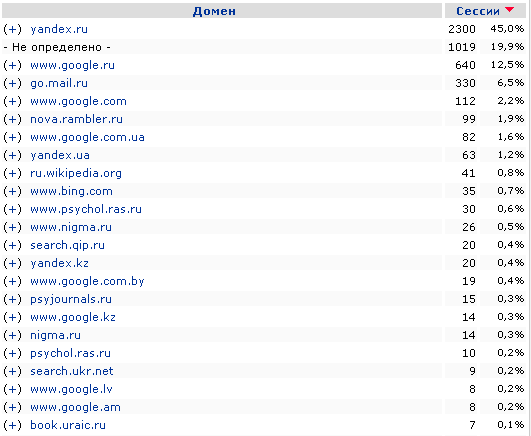 Домен Сессии
(+) yandex.ru 2300 45,0%
- Не определено - 1019 19,9%
(+) www.google.ru 640 12,5%
(+) go.mail.ru 330 6,5%
(+) www.google.com 112 2,2%
(+) nova.rambler.ru 99 1,9%
(+) www.google.com.ua 82 1,6%
(+) yandex.ua 63 1,2%
(+) ru.wikipedia.org 41 0,8%
(+) www.bing.com 35 0,7%
(+) www.psychol.ras.ru 30 0,6%
(+) www.nigma.ru 26 0,5%
(+) search.qip.ru 20 0,4%
(+) yandex.kz 20 0,4%
(+) www.google.com.by 19 0,4%
(+) psyjournals.ru 15 0,3%
(+) www.google.kz 14 0,3%
(+) nigma.ru 14 0,3%
(+) psychol.ras.ru 10 0,2%
(+) search.ukr.net 9 0,2%
(+) www.google.lv 8 0,2%
(+) www.google.am 8 0,2%
(+) book.uraic.ru 7 0,1%